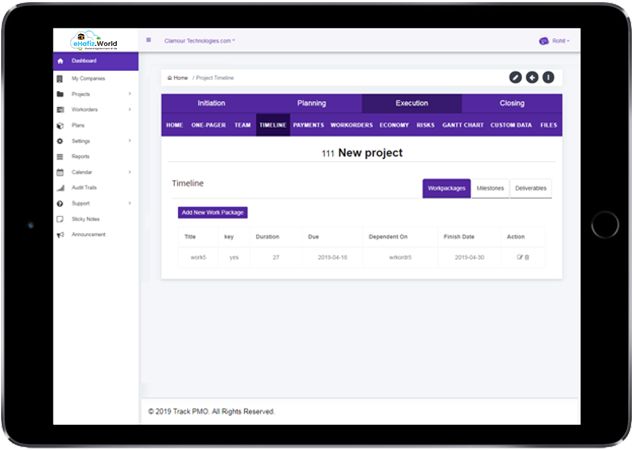 eHafiz.World
Clamour Technologies.com
Rohit
Dashboard
My Companies
Projects
Workorders
Plans
Settings
Reports
Calendar
Audit Trails
Support
Sticky Notes
Announcement
Home / Project Timeline
Initiation Planning Execution Closing
HOME ONE-PAGER TEAM TIMELINE PAYMENTS WORKORDERS ECONOMY RISKS GANTT CHART CUSTOM DATA FILES
111 New project
Timeline
Workpackages Milestones Deliverables
Add New Work Package
Title key Duration Due Dependent On Finish Date Action
work5 yes 27 2019-04-18 wrkordr5 2019-04-30
© 2019 Track PMO. All Rights Reserved.